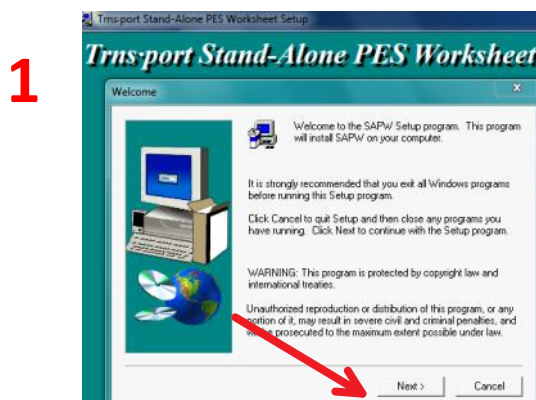 Trns·port Stand-Alone PES Worksheet Setup
Trns·port Stand-Alone PES Worksheet
1
Welcome
x
Welcome to the SAPW Setup program. This program
will install SAPW on your computer.
It is strongly recommended that you exit all Windows programs
before running this Setup program.
Click Cancel to quit Setup and then close any programs you
have running. Click Next to continue with the Setup program.
WARNING: This program is protected by copyright law and
international treaties.
Unauthorized reproduction or distribution of this program, or any
portion of it, may result in severe civil and criminal penalties, and
prosecuted to the maximum extent possible under law.
Next >
Cancel